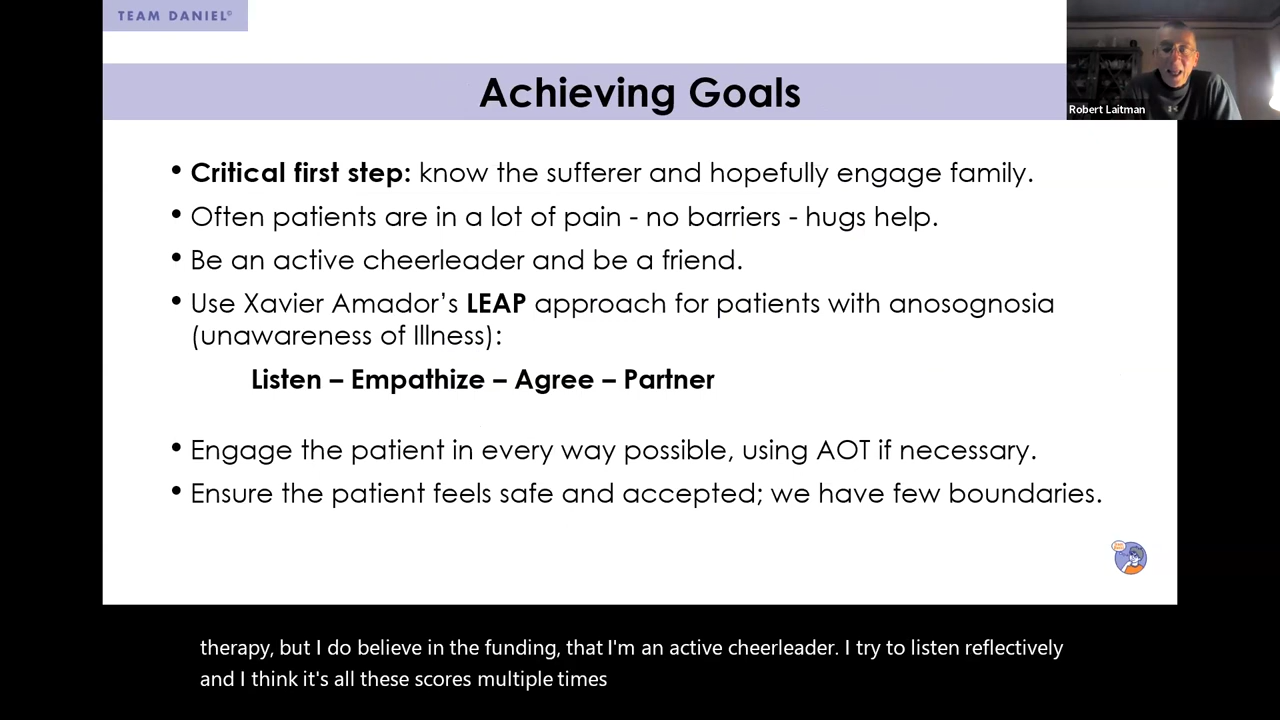 TEAM DANIEL©
Achieving Goals
Robert Laitman
• Critical first step: know the sufferer and hopefully engage family.
• Often patients are in a lot of pain - no barriers - hugs help.
• Be an active cheerleader and be a friend.
• Use Xavier Amador’s LEAP approach for patients with anosognosia
(unawareness of Illness):
Listen – Empathize – Agree – Partner
• Engage the patient in every way possible, using AOT if necessary.
• Ensure the patient feels safe and accepted; we have few boundaries.
therapy, but I do believe in the funding, that I'm an active cheerleader. I try to listen reflectively
and I think it's all these scores multiple times